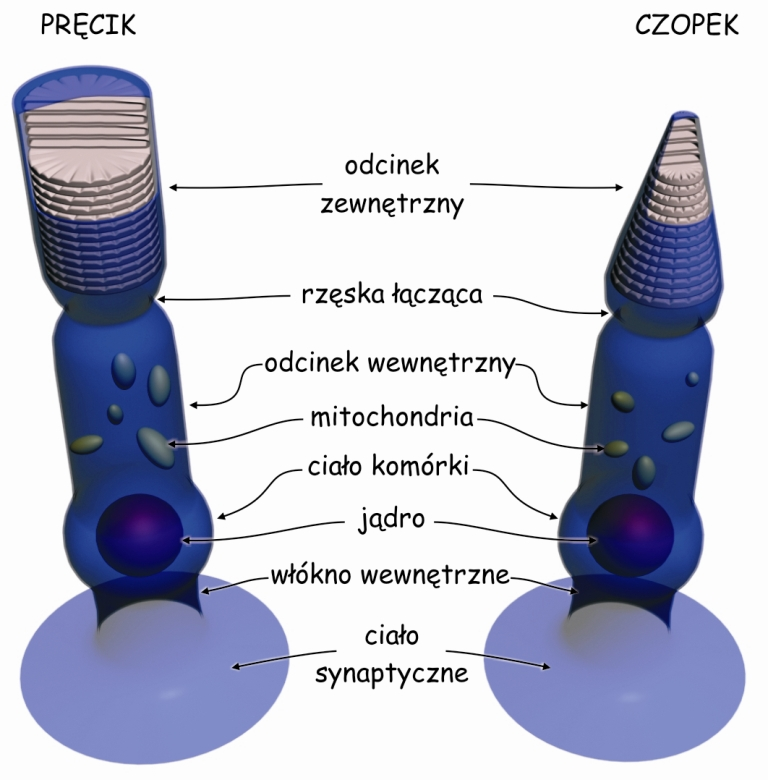 PRĘCIK
CZOPEK
odcinek
zewnętrzny
rzęska łącząca
odcinek wewnętrzny
mitochondria
ciało komórki
jądro
włókno wewnętrzne
ciało
synaptyczne